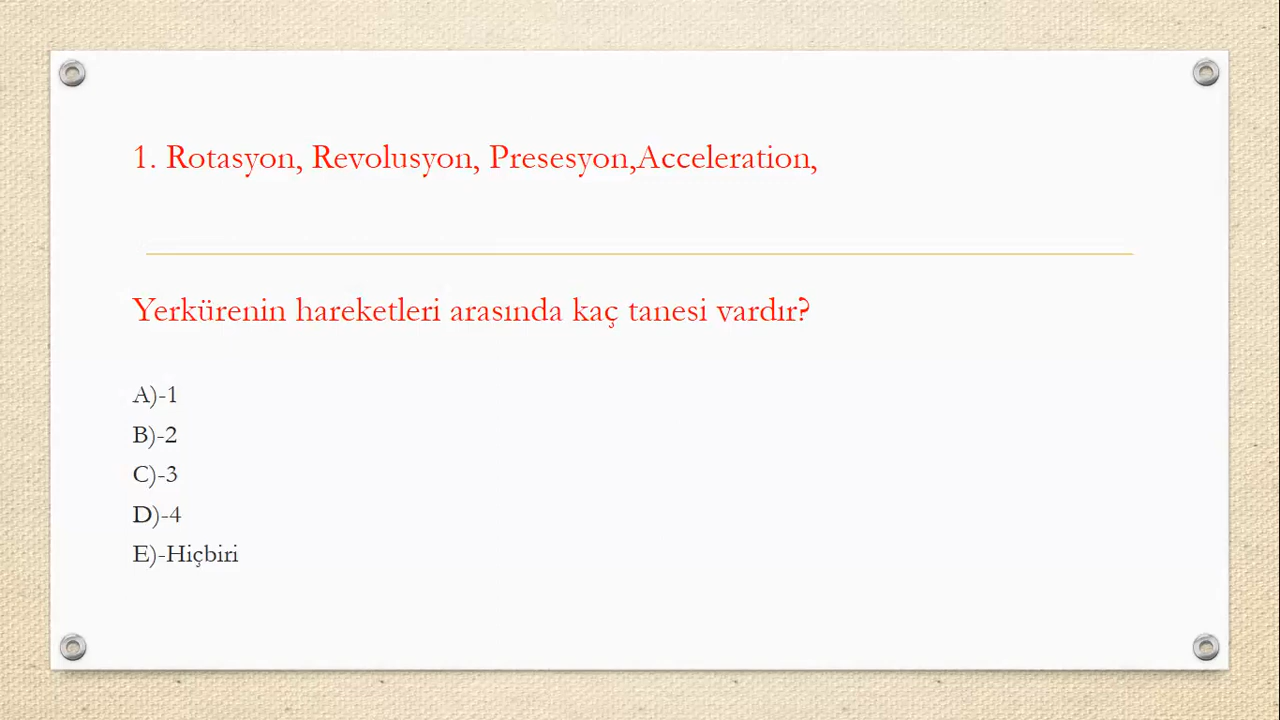 1. Rotasyon, Revolusyon, Presesyon,Acceleration,
Yerkürenin hareketleri arasında kaç tanesi vardır?
A)-1
B)-2
C)-3
D)-4
E)-Hiçbiri